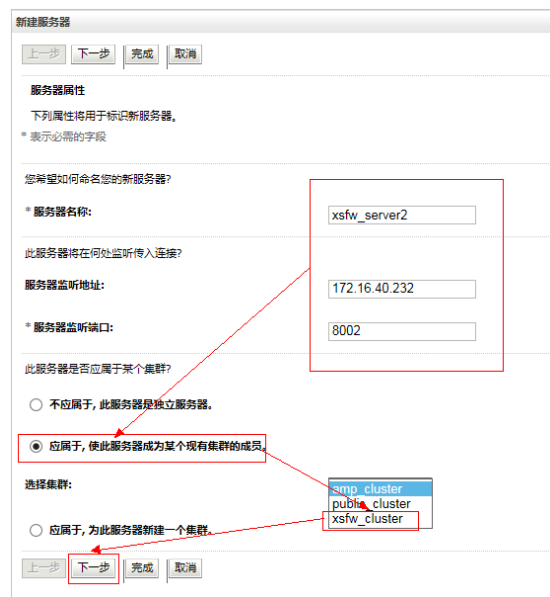 新建服务器
上一步 下一步 完成 取消
服务器属性
下列属性将用于标识新服务器。
* 表示必需的字段
您希望如何命名您的新服务器?
* 服务器名称: xsfw_server2
此服务器将在何处监听传入连接?
服务器监听地址: 172.16.40.232
* 服务器监听端口: 8002
此服务器是否应属于某个集群?
不应属于, 此服务器是独立服务器。
应属于, 使此服务器成为某个现有集群的成员。
选择集群: amp_cluster
public_cluster
xsfw_cluster
应属于, 为此服务器新建一个集群。
上一步 下一步 完成 取消